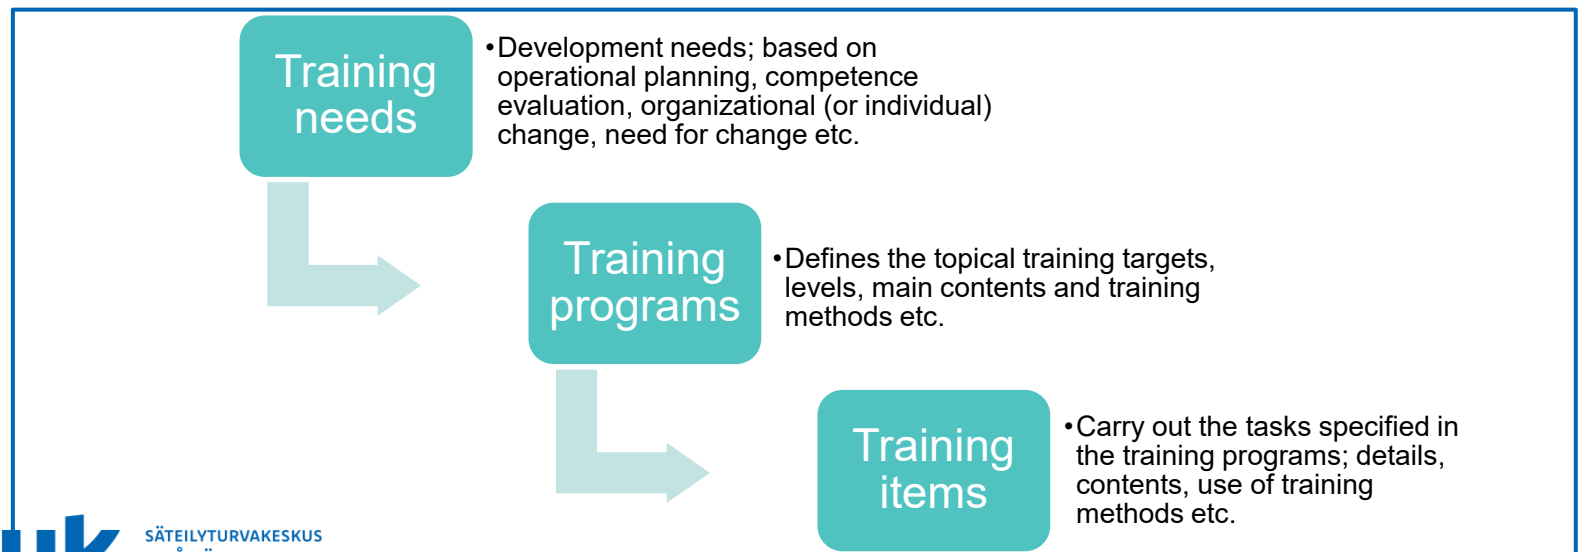 Training
needs
•Development needs; based on
operational planning, competence
evaluation, organizational (or individual)
change, need for change etc.
Training
programs
•Defines the topical training targets,
levels, main contents and training
methods etc.
Training
items
•Carry out the tasks specified in
the training programs; details,
contents, use of training
methods etc.
SÄTEILYTURVAKESKUS